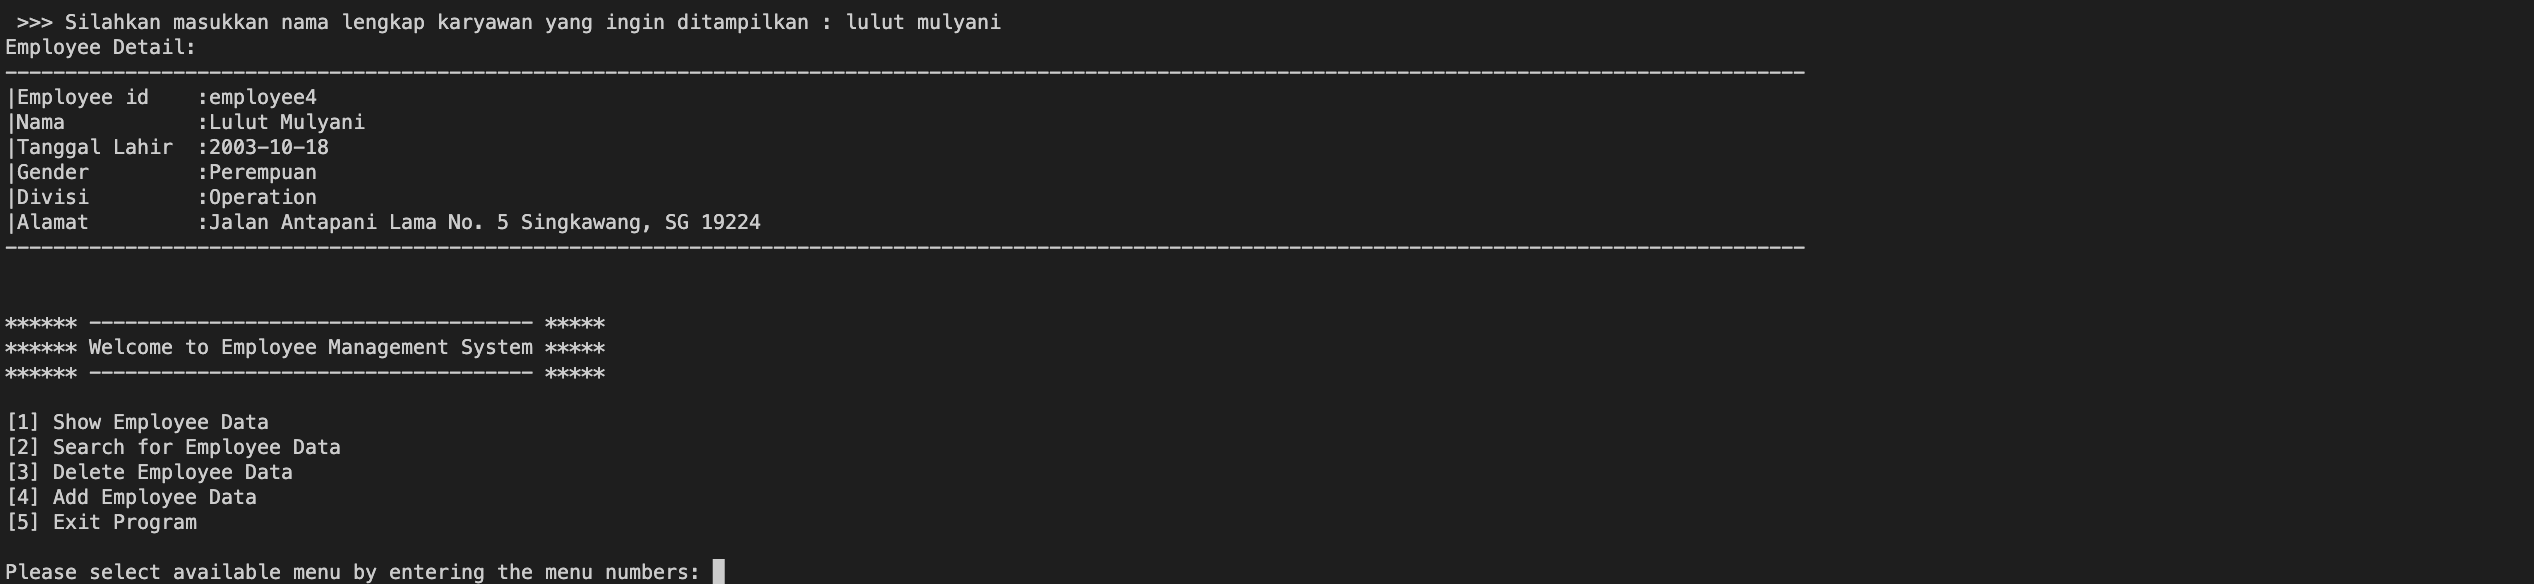 >>> Silahkan masukkan nama lengkap karyawan yang ingin ditampilkan : lulut mulyani
Employee Detail:
------------------------------------------------------------------------------------------------------------------------------------------------------
|Employee id    :employee4
|Nama           :Lulut Mulyani
|Tanggal Lahir  :2003-10-18
|Gender         :Perempuan
|Divisi         :Operation
|Alamat         :Jalan Antapani Lama No. 5 Singkawang, SG 19224
------------------------------------------------------------------------------------------------------------------------------------------------------
****** ------------------------------------- *****
****** Welcome to Employee Management System *****
****** ------------------------------------- *****
[1] Show Employee Data
[2] Search for Employee Data
[3] Delete Employee Data
[4] Add Employee Data
[5] Exit Program
Please select available menu by entering the menu numbers: